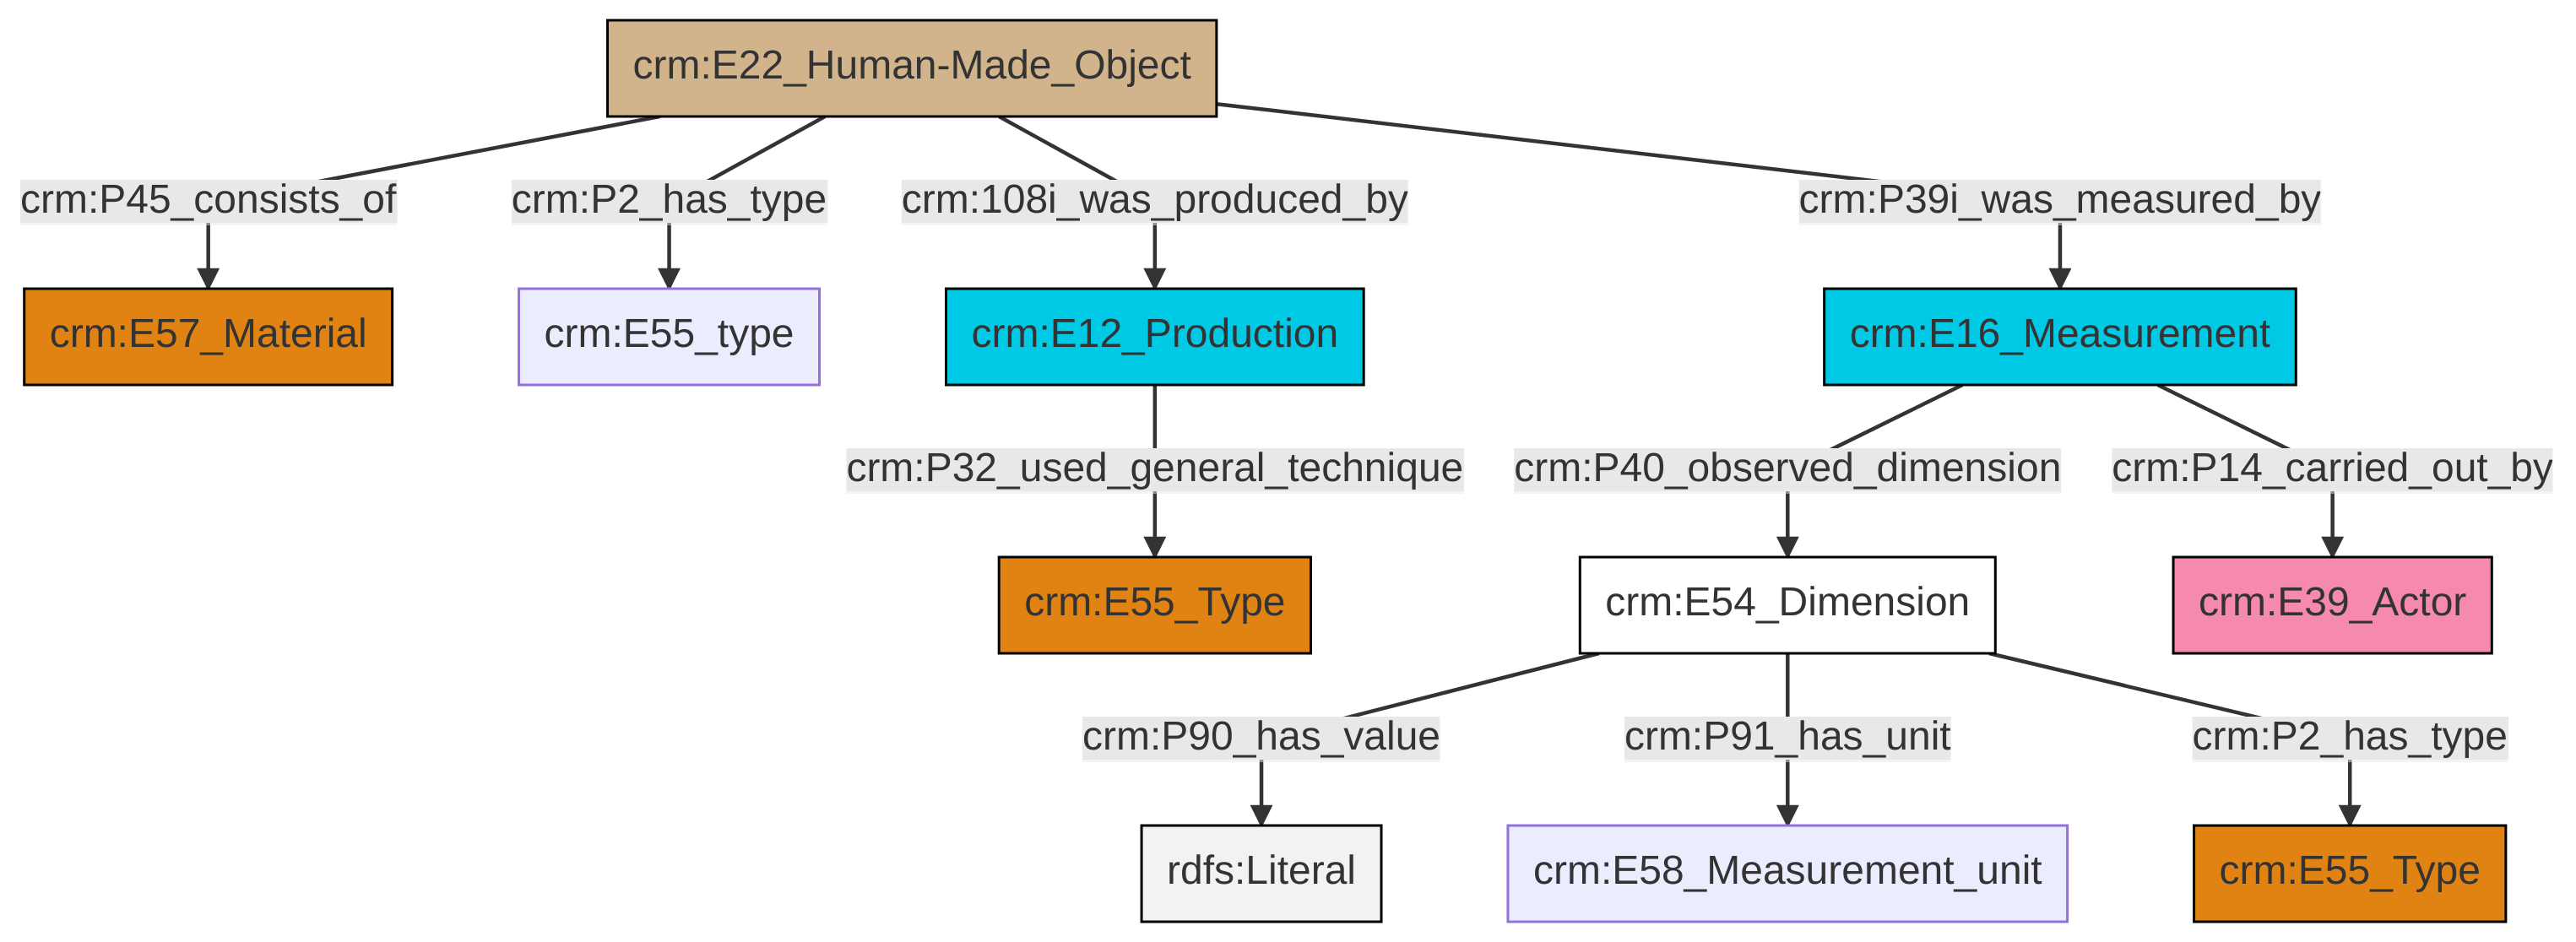 crm:E22_Human-Made_Object
crm:P45_consists_of
crm:P2_has_type
crm:108i_was_produced_by
crm:P39i_was_measured_by
crm:E57_Material
crm:E55_type
crm:E12_Production
crm:E16_Measurement
crm:P32_used_general_technique
crm:P40_observed_dimension
crm:P14_carried_out_by
crm:E55_Type
crm:E54_Dimension
crm:E39_Actor
crm:P90_has_value
crm:P91_has_unit
crm:P2_has_type
rdfs:Literal
crm:E58_Measurement_unit
crm:E55_Type